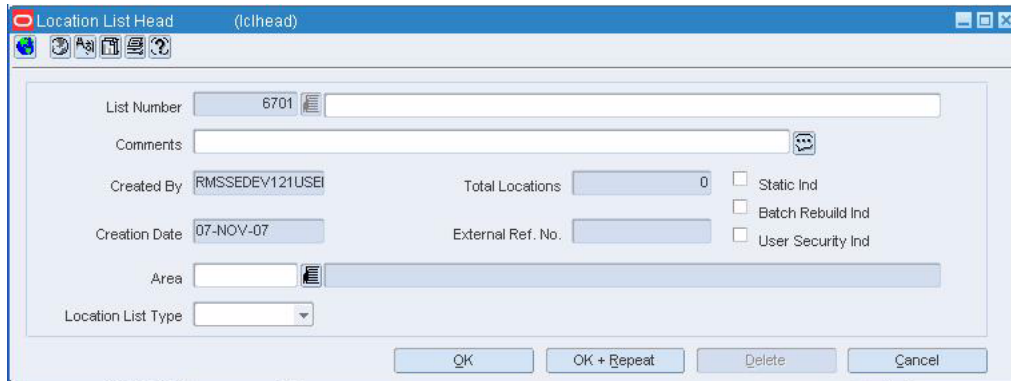 Location List Head (lclhead)
List Number 6701
Comments
Created By RMSSEDEV121USEI Total Locations 0 Static Ind
Batch Rebuild Ind
Creation Date 07-NOV-07 External Ref. No. User Security Ind
Area
Location List Type
OK OK + Repeat Delete Cancel